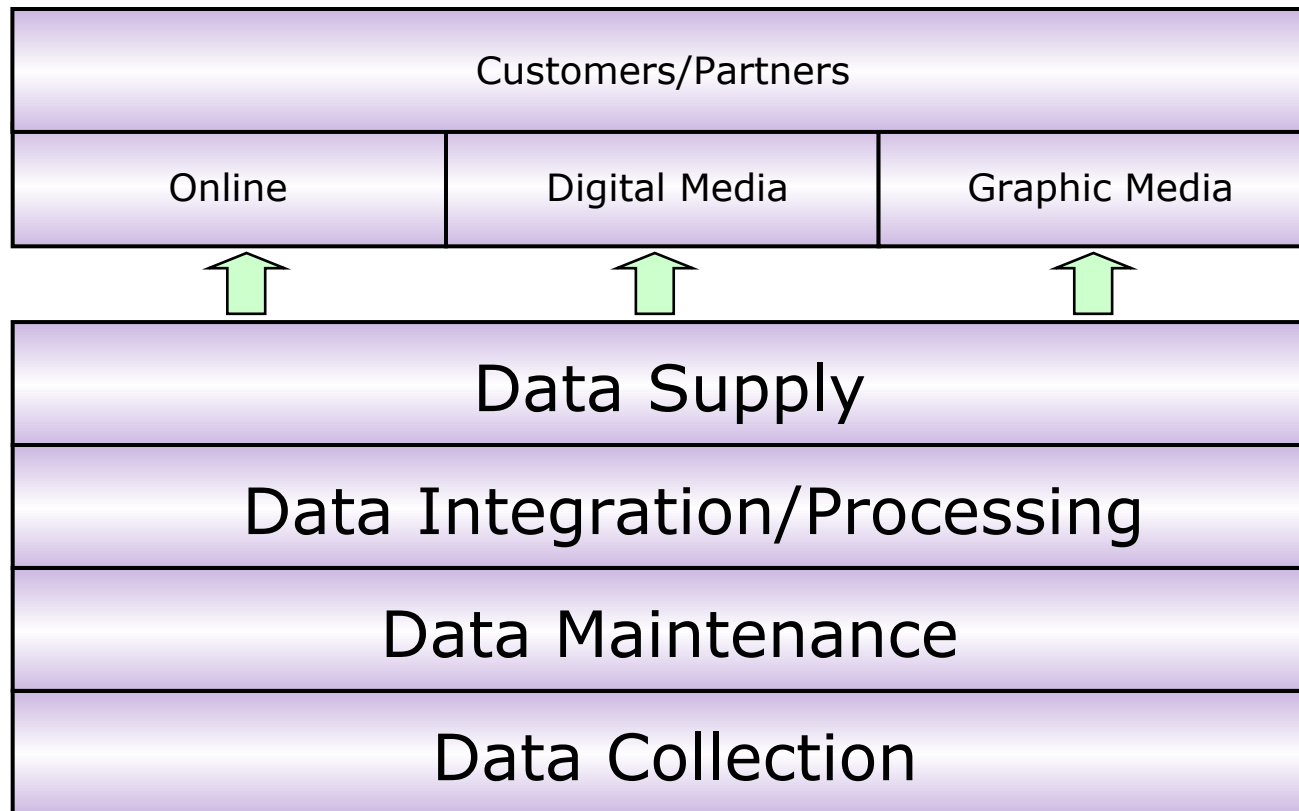 Customers/Partners
Online
Digital Media
Graphic Media
Data Supply
Data Integration/Processing
Data Maintenance
Data Collection